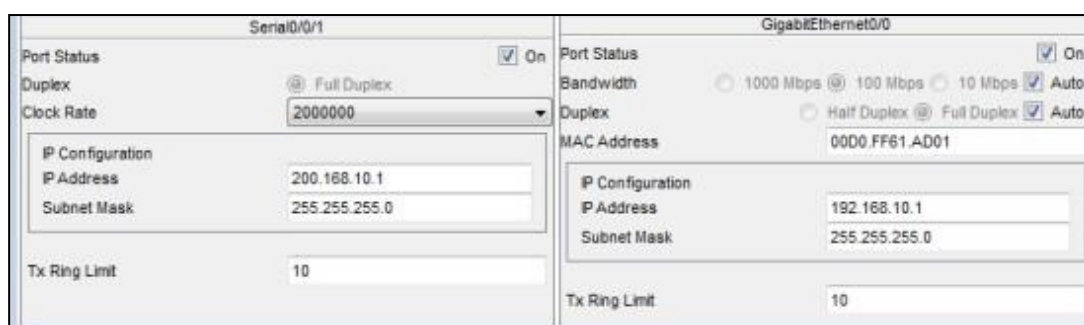 Serial0/0/1
Port Status On
Duplex Full Duplex
Clock Rate 2000000
IP Configuration
IP Address 200.168.10.1
Subnet Mask 255.255.255.0
Tx Ring Limit 10
GigabitEthernet0/0
Port Status On
Bandwidth 1000 Mbps 100 Mbps 10 Mbps Auto
Duplex Half Duplex Full Duplex Auto
MAC Address 00D0.FF61.AD01
IP Configuration
IP Address 192.168.10.1
Subnet Mask 255.255.255.0
Tx Ring Limit 10